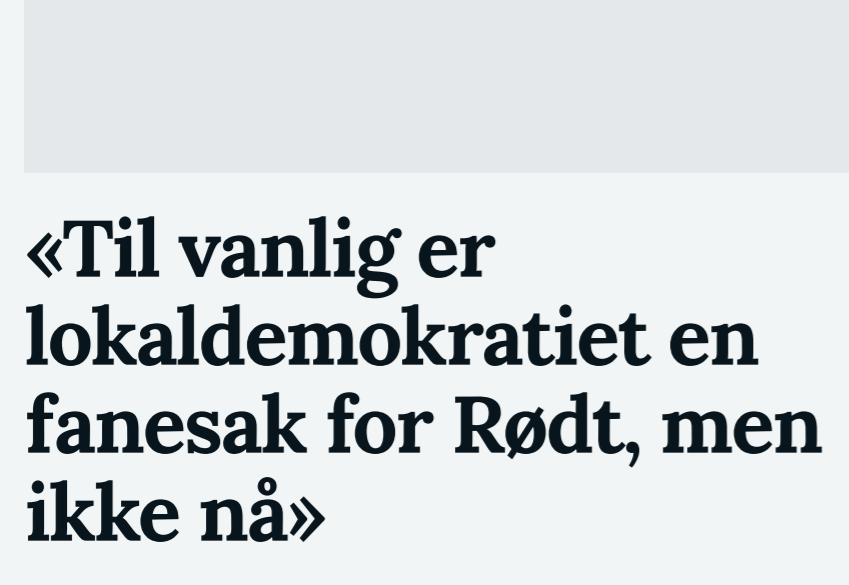 «Til vanlig er
lokaldemokratiet en
fanesak for Rødt, men
ikke nå»